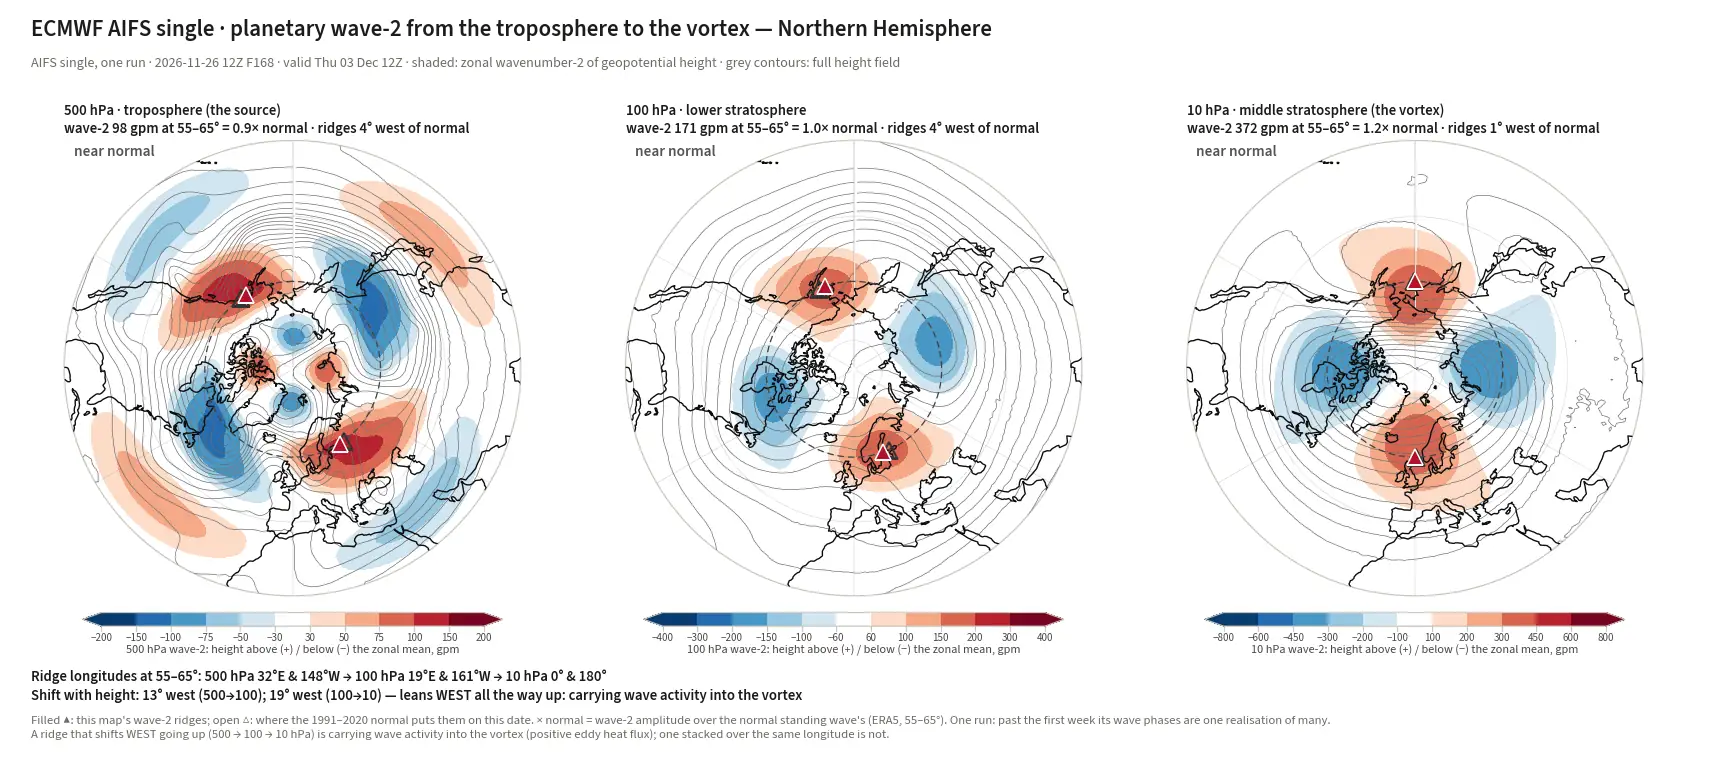 ECMWF AIFS single · planetary wave-2 from the troposphere to the vortex — Northern Hemisphere
AIFS single, one run · 2026-11-26 12Z F168 · valid Thu 03 Dec 12Z · shaded: zonal wavenumber-2 of geopotential height · grey contours: full height field
500 hPa · troposphere (the source)
wave-2 98 gpm at 55–65° = 0.9× normal · ridges 4° west of normal
near normal
100 hPa · lower stratosphere
wave-2 171 gpm at 55–65° = 1.0× normal · ridges 4° west of normal
near normal
10 hPa · middle stratosphere (the vortex)
wave-2 372 gpm at 55–65° = 1.2× normal · ridges 1° west of normal
near normal
−200 −150 −100 −75 −50 −30 30 50 75 100 150 200
500 hPa wave-2: height above (+) / below (−) the zonal mean, gpm
−400 −300 −200 −150 −100 −60 60 100 150 200 300 400
100 hPa wave-2: height above (+) / below (−) the zonal mean, gpm
−800 −600 −450 −300 −200 −100 100 200 300 450 600 800
10 hPa wave-2: height above (+) / below (−) the zonal mean, gpm
Ridge longitudes at 55–65°: 500 hPa 32°E & 148°W → 100 hPa 19°E & 161°W → 10 hPa 0° & 180°
Shift with height: 13° west (500→100); 19° west (100→10) — leans WEST all the way up: carrying wave activity into the vortex
Filled ▲: this map's wave-2 ridges; open △: where the 1991–2020 normal puts them on this date. × normal = wave-2 amplitude over the normal standing wave's (ERA5, 55–65°). One run: past the first week its wave phases are one realisation of many.
A ridge that shifts WEST going up (500 → 100 → 10 hPa) is carrying wave activity into the vortex (positive eddy heat flux); one stacked over the same longitude is not.